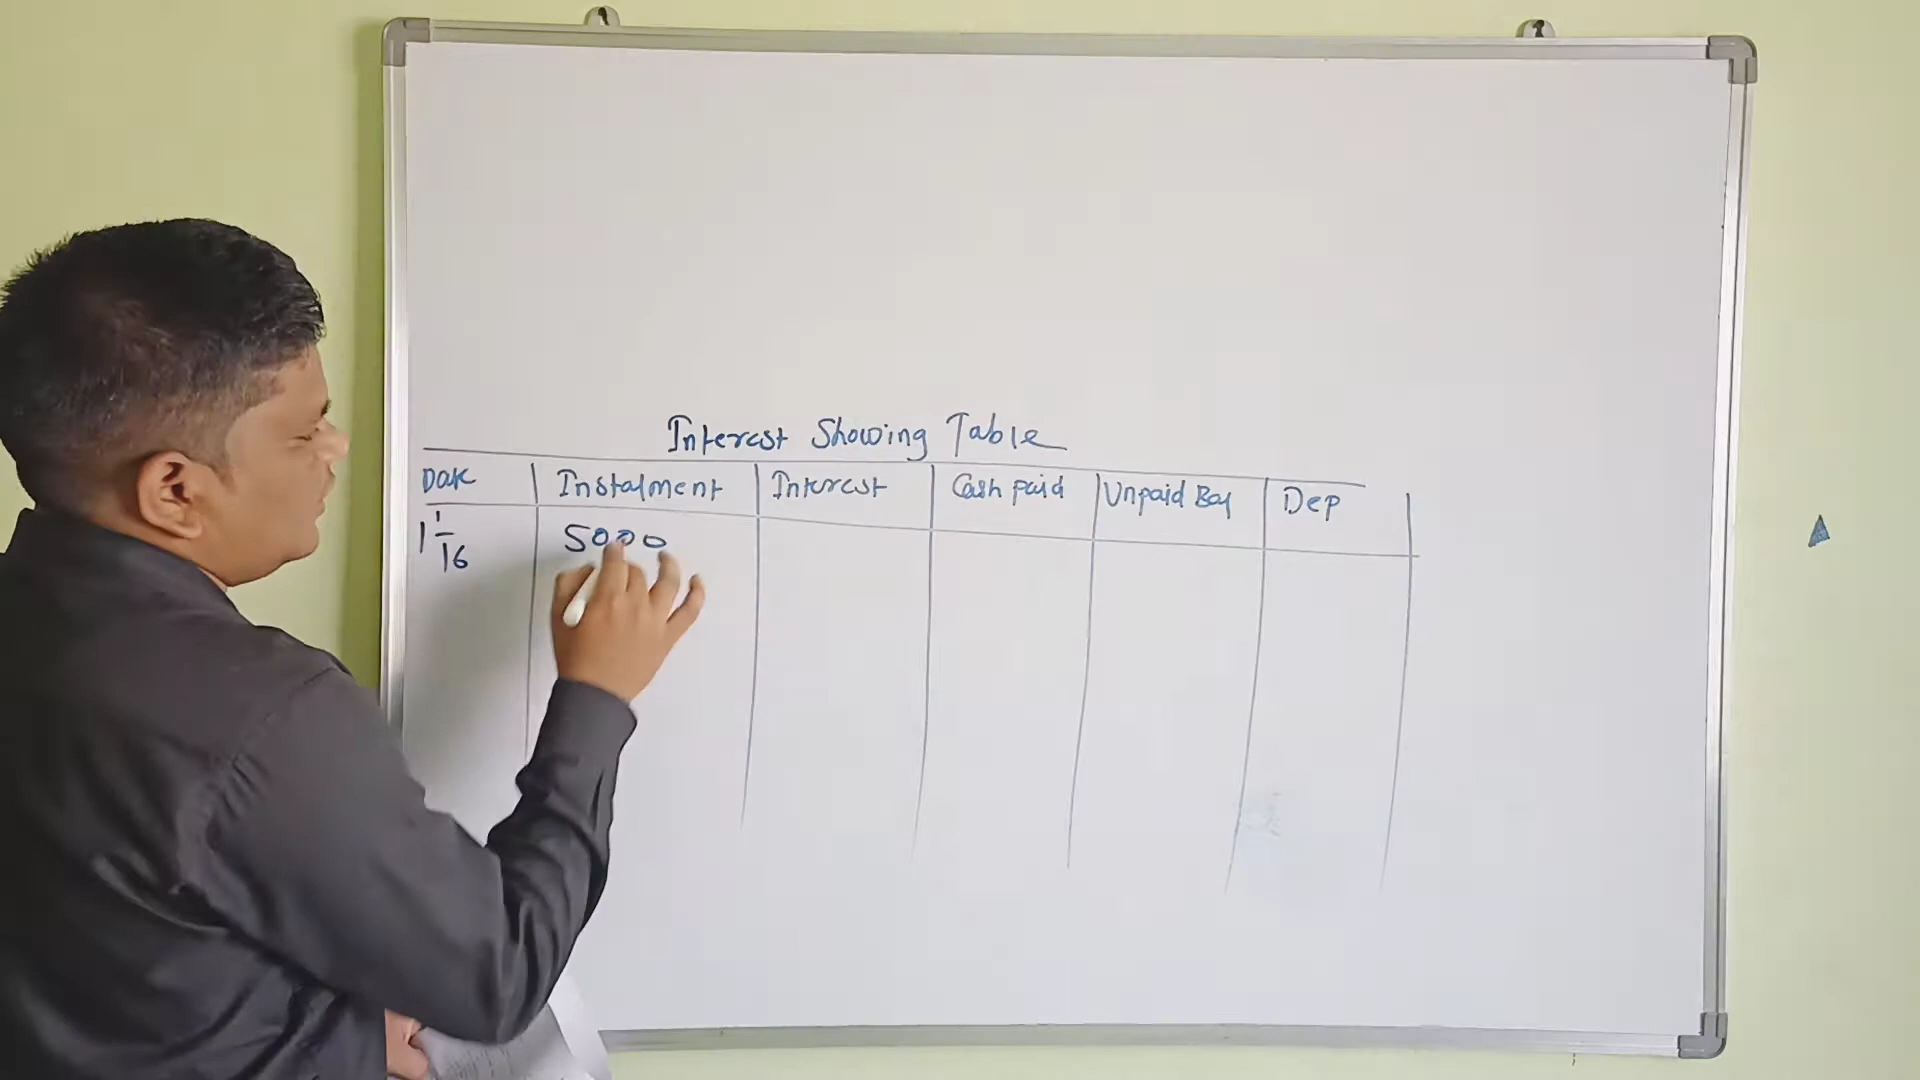 Interest Showing Table
Date Instalment Interest Cash paid Unpaid Bal Dep
1 1/16 5000